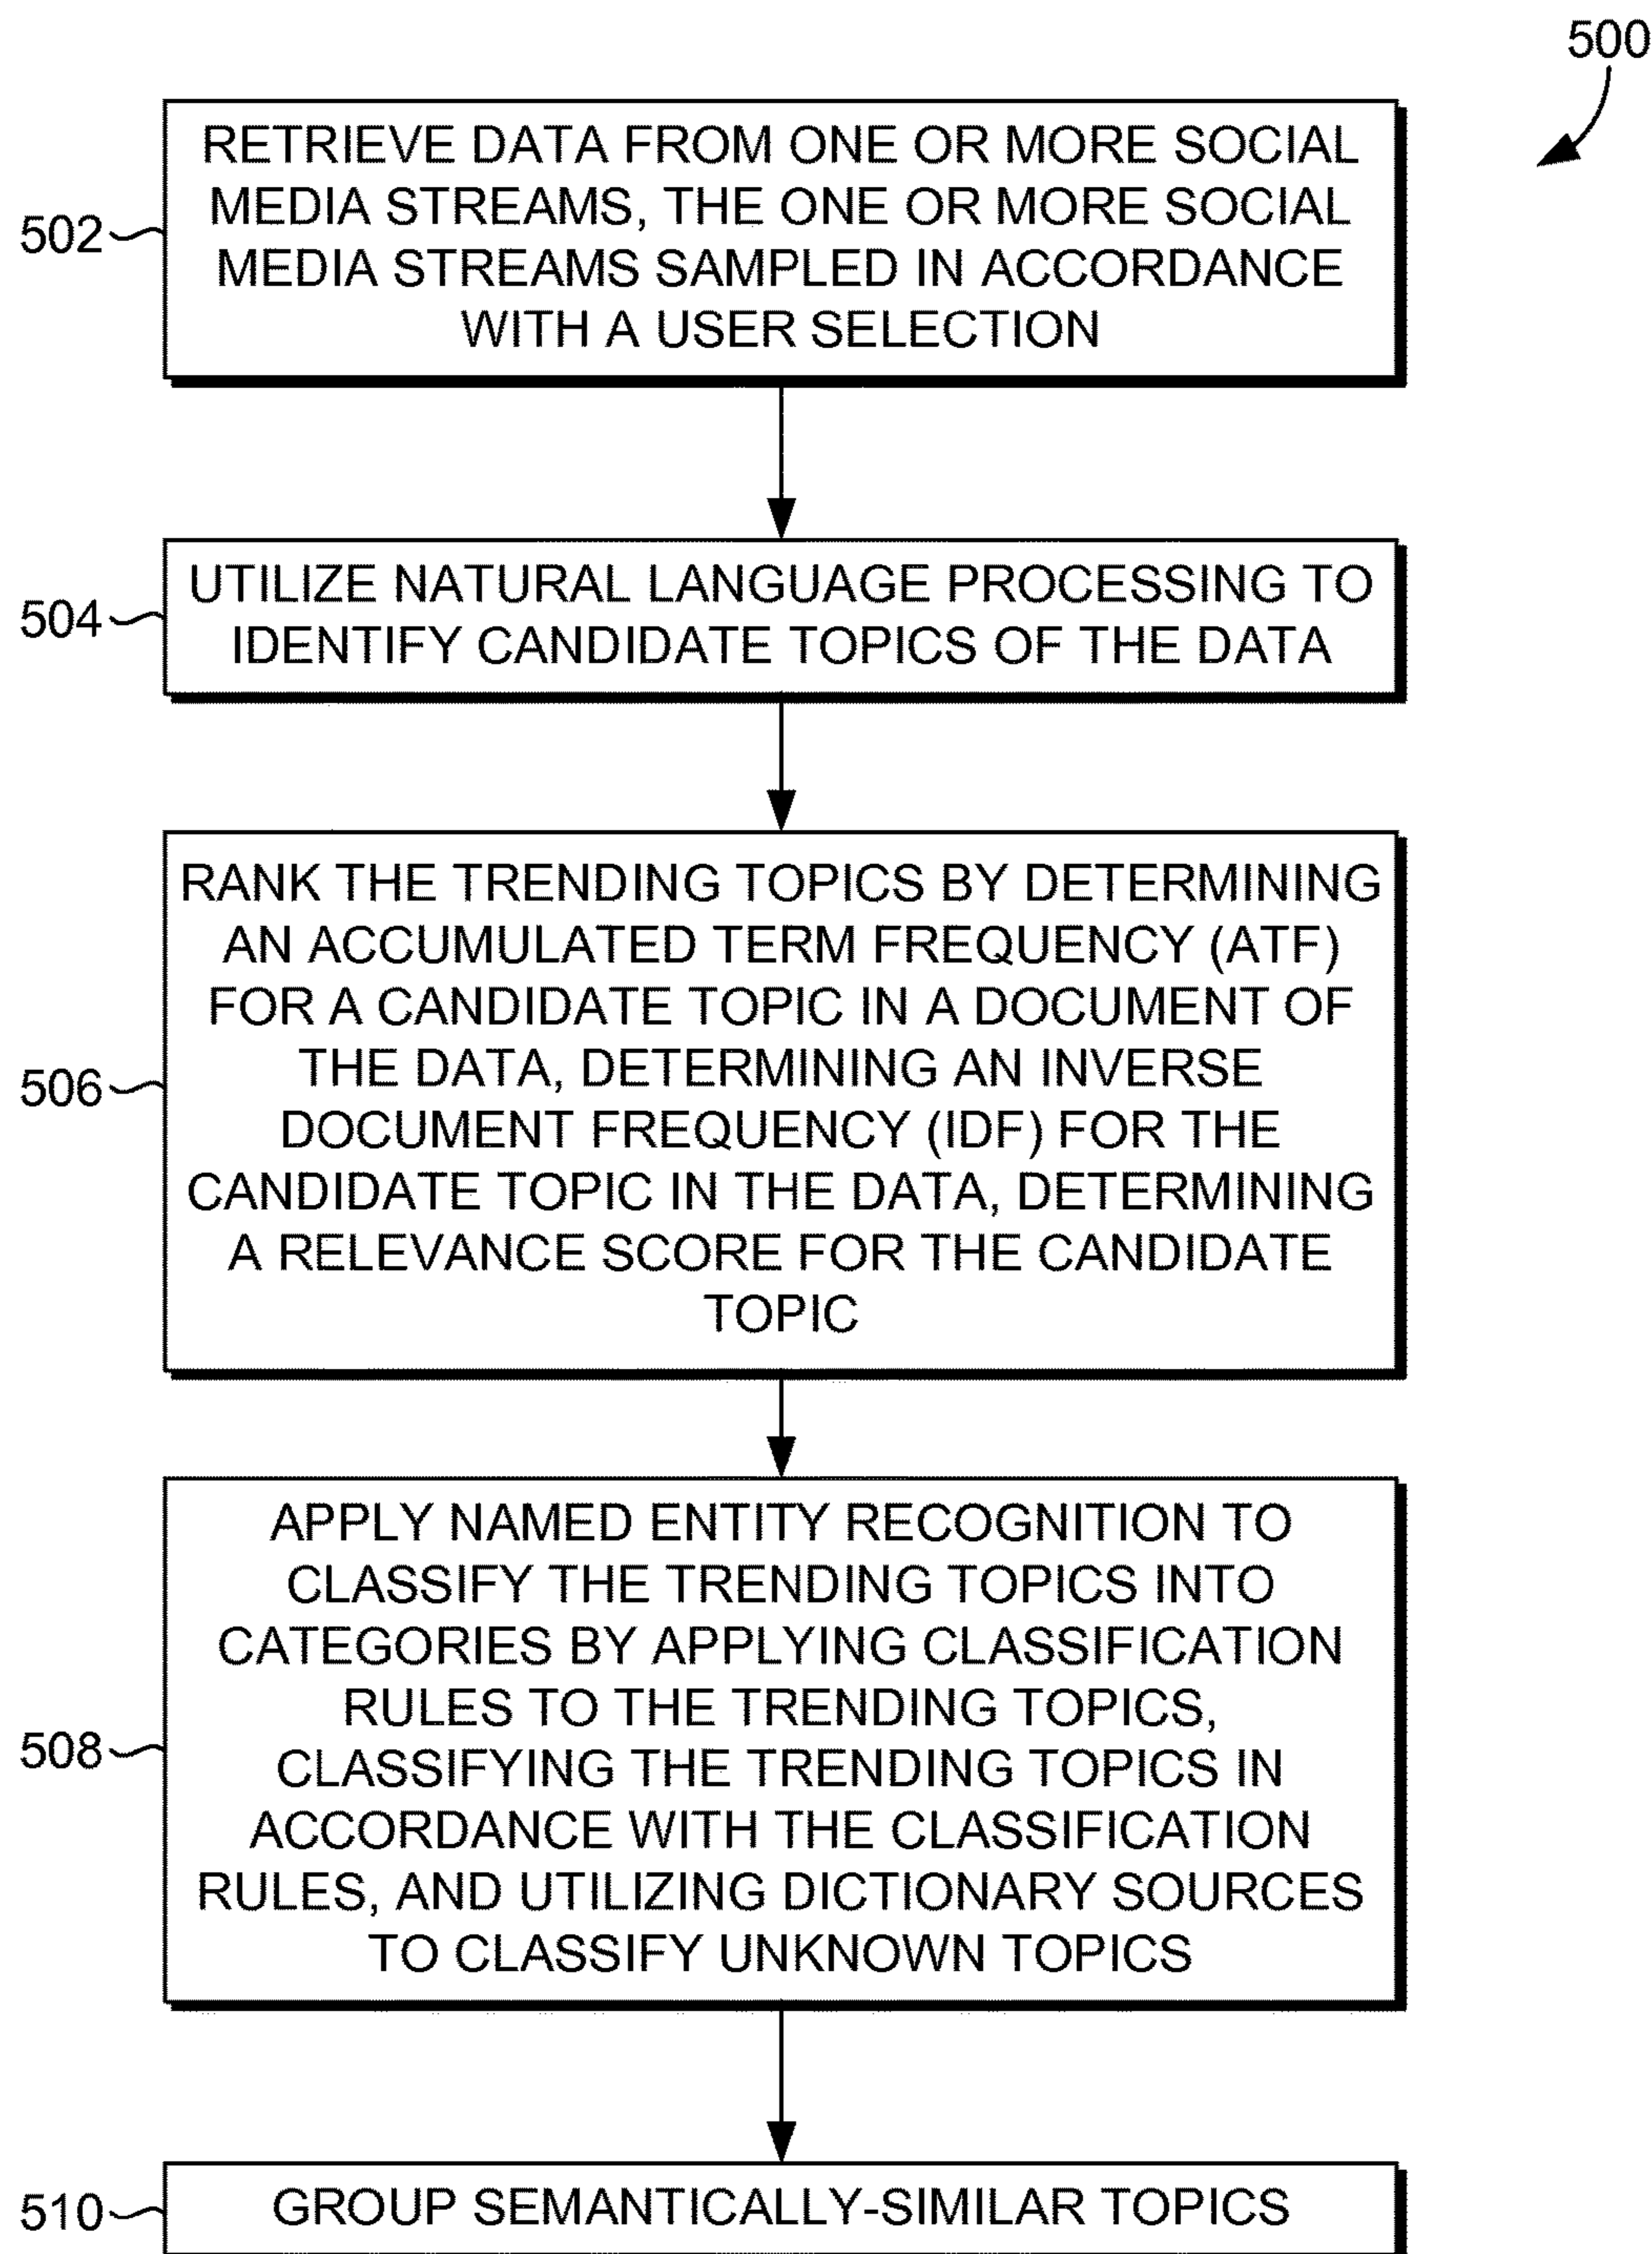 500
502
RETRIEVE DATA FROM ONE OR MORE SOCIAL
MEDIA STREAMS, THE ONE OR MORE SOCIAL
MEDIA STREAMS SAMPLED IN ACCORDANCE
WITH A USER SELECTION
504
UTILIZE NATURAL LANGUAGE PROCESSING TO
IDENTIFY CANDIDATE TOPICS OF THE DATA
506
RANK THE TRENDING TOPICS BY DETERMINING
AN ACCUMULATED TERM FREQUENCY (ATF)
FOR A CANDIDATE TOPIC IN A DOCUMENT OF
THE DATA, DETERMINING AN INVERSE
DOCUMENT FREQUENCY (IDF) FOR THE
CANDIDATE TOPIC IN THE DATA, DETERMINING
A RELEVANCE SCORE FOR THE CANDIDATE
TOPIC
508
APPLY NAMED ENTITY RECOGNITION TO
CLASSIFY THE TRENDING TOPICS INTO
CATEGORIES BY APPLYING CLASSIFICATION
RULES TO THE TRENDING TOPICS,
CLASSIFYING THE TRENDING TOPICS IN
ACCORDANCE WITH THE CLASSIFICATION
RULES, AND UTILIZING DICTIONARY SOURCES
TO CLASSIFY UNKNOWN TOPICS
510
GROUP SEMANTICALLY-SIMILAR TOPICS